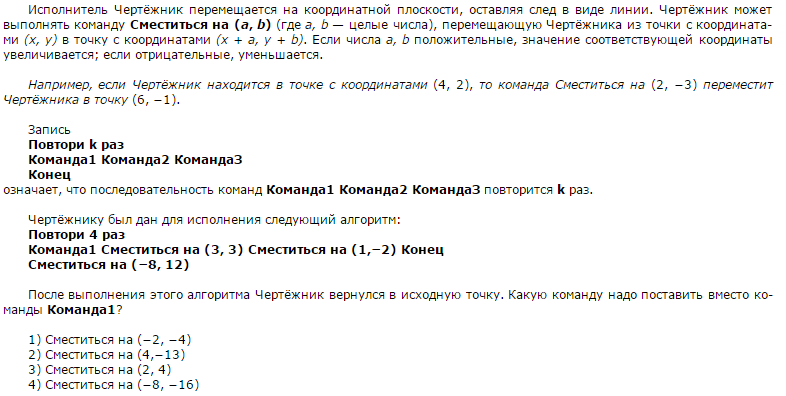 Исполнитель Чертёжник перемещается на координатной плоскости, оставляя след в виде линии. Чертёжник может
выполнять команду Сместиться на (a, b) (где a, b — целые числа), перемещающую Чертёжника из точки с координата-
ми (x, y) в точку с координатами (x + a, y + b). Если числа a, b положительные, значение соответствующей координаты
увеличивается; если отрицательные, уменьшается.
Например, если Чертёжник находится в точке с координатами (4, 2), то команда Сместиться на (2, −3) переместит
Чертёжника в точку (6, −1).
Запись
Повтори k раз
Команда1 Команда2 Команда3
Конец
означает, что последовательность команд Команда1 Команда2 Команда3 повторится k раз.
Чертёжнику был дан для исполнения следующий алгоритм:
Повтори 4 раз
Команда1 Сместиться на (3, 3) Сместиться на (1,−2) Конец
Сместиться на (−8, 12)
После выполнения этого алгоритма Чертёжник вернулся в исходную точку. Какую команду надо поставить вместо ко-
манды Команда1?
1) Сместиться на (−2, −4)
2) Сместиться на (4,−13)
3) Сместиться на (2, 4)
4) Сместиться на (−8, −16)